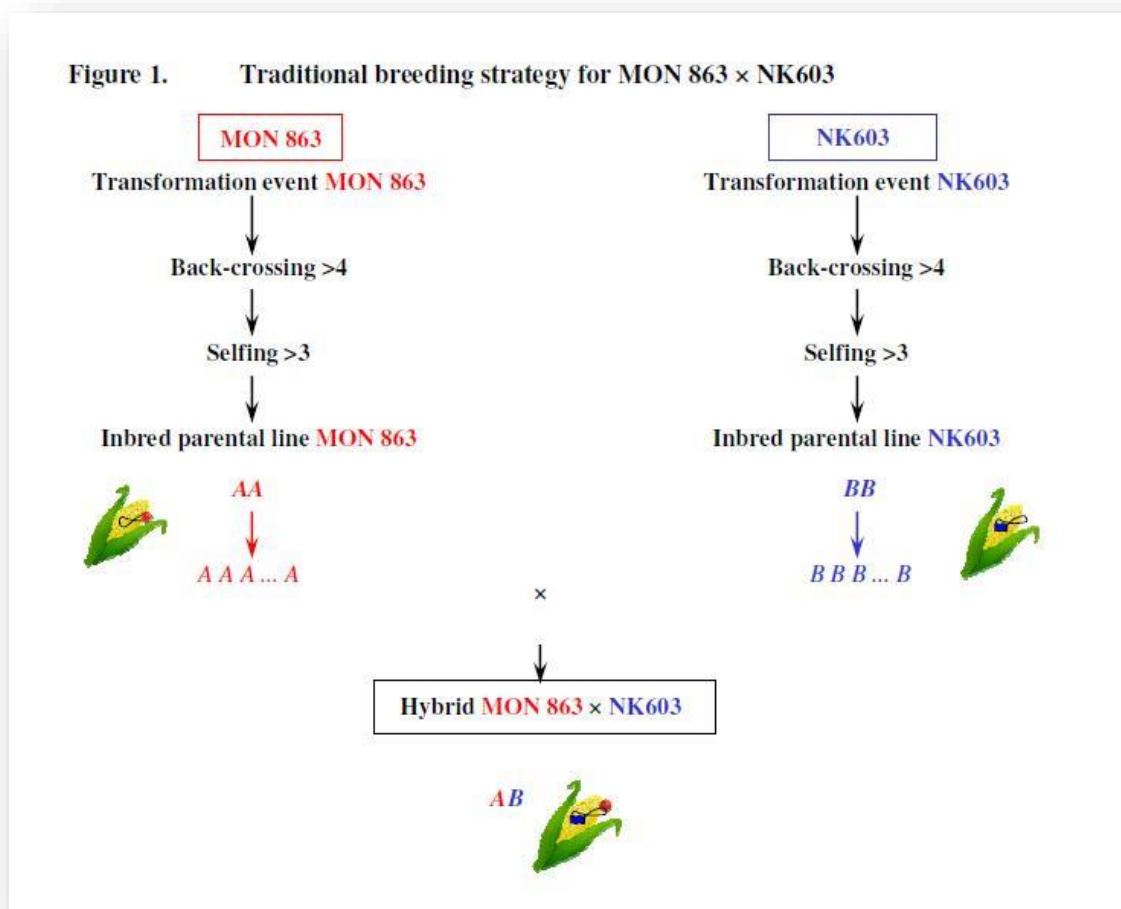 Figure 1. Traditional breeding strategy for MON 863 × NK603
MON 863
Transformation event MON 863
Back-crossing >4
Selfing >3
Inbred parental line MON 863
AA
A A A ... A
NK603
Transformation event NK603
Back-crossing >4
Selfing >3
Inbred parental line NK603
BB
B B B ... B
×
Hybrid MON 863 × NK603
AB